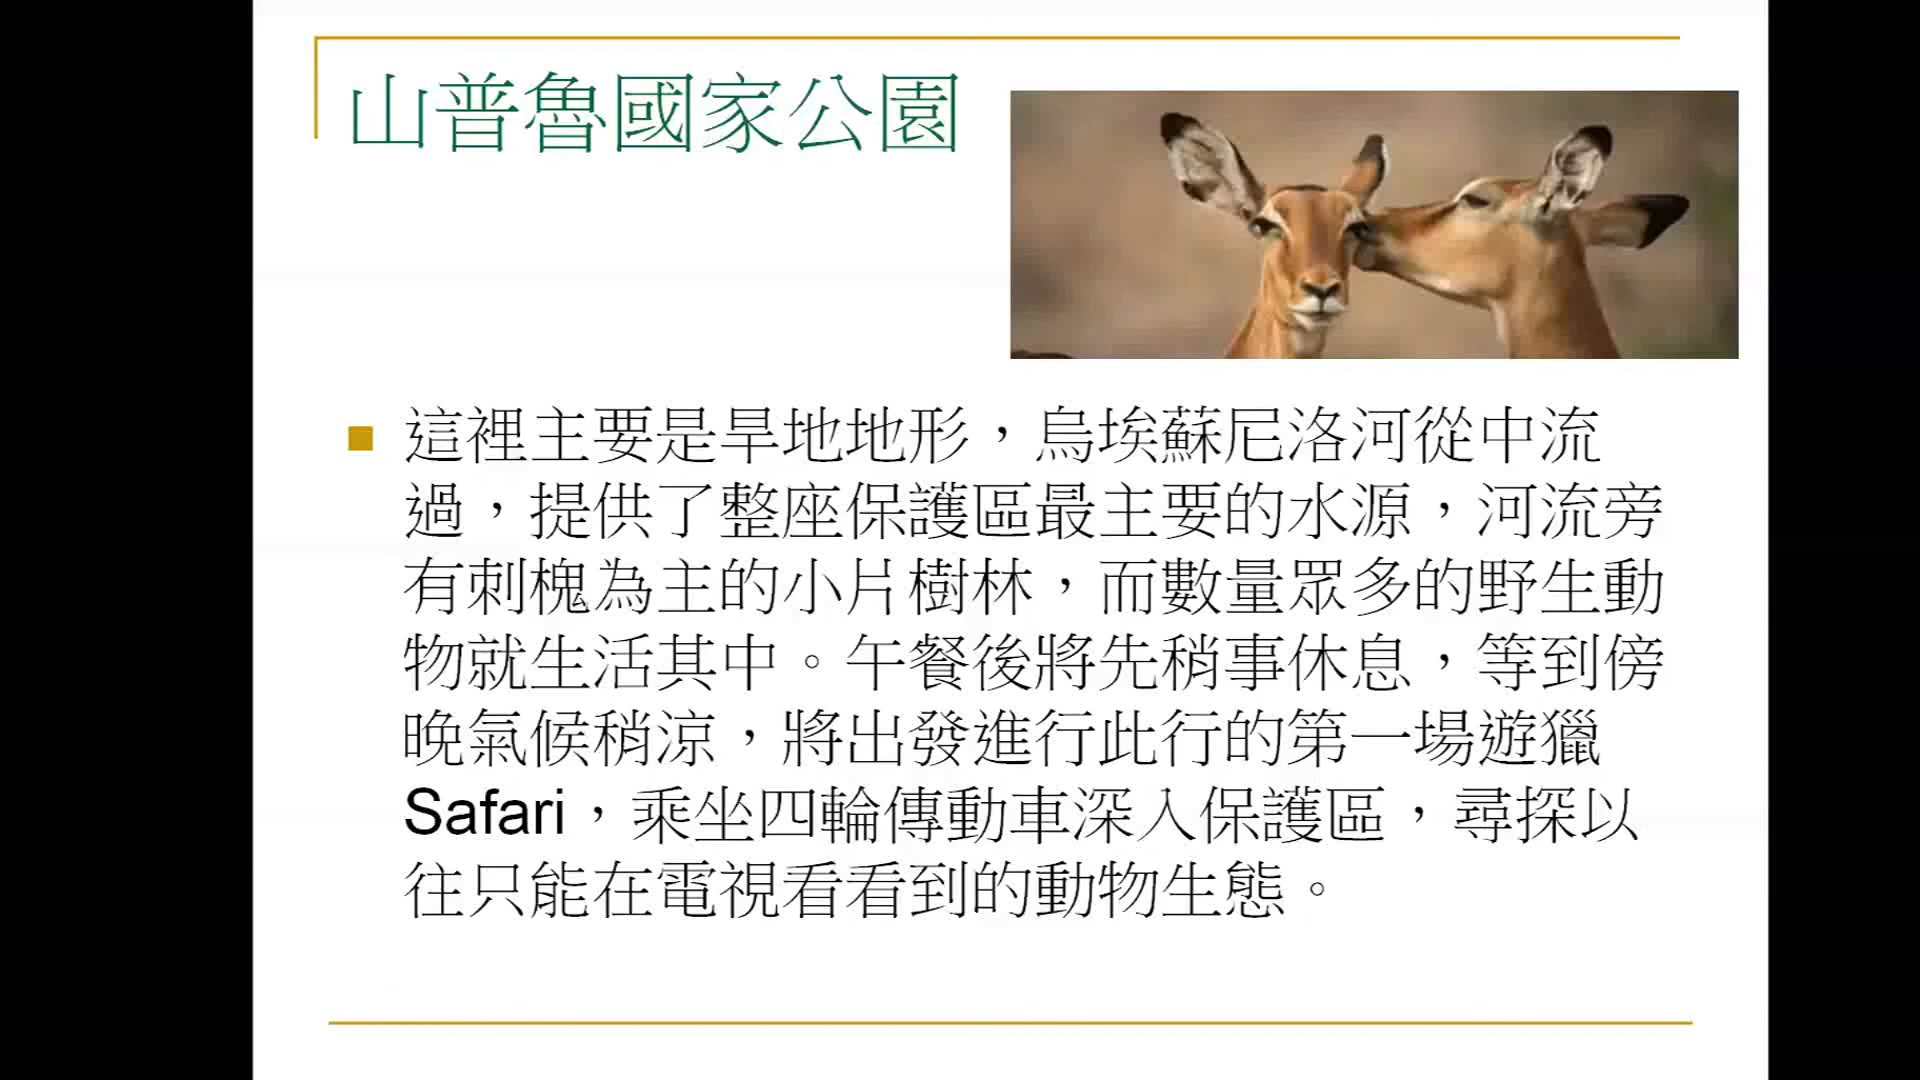 山普魯國家公園
這裡主要是旱地地形，烏埃蘇尼洛河從中流
過，提供了整座保護區最主要的水源，河流旁
有刺槐為主的小片樹林，而數量眾多的野生動
物就生活其中。午餐後將先稍事休息，等到傍
晚氣候稍涼，將出發進行此行的第一場遊獵
Safari，乘坐四輪傳動車深入保護區，尋探以
往只能在電視看看到的動物生態。